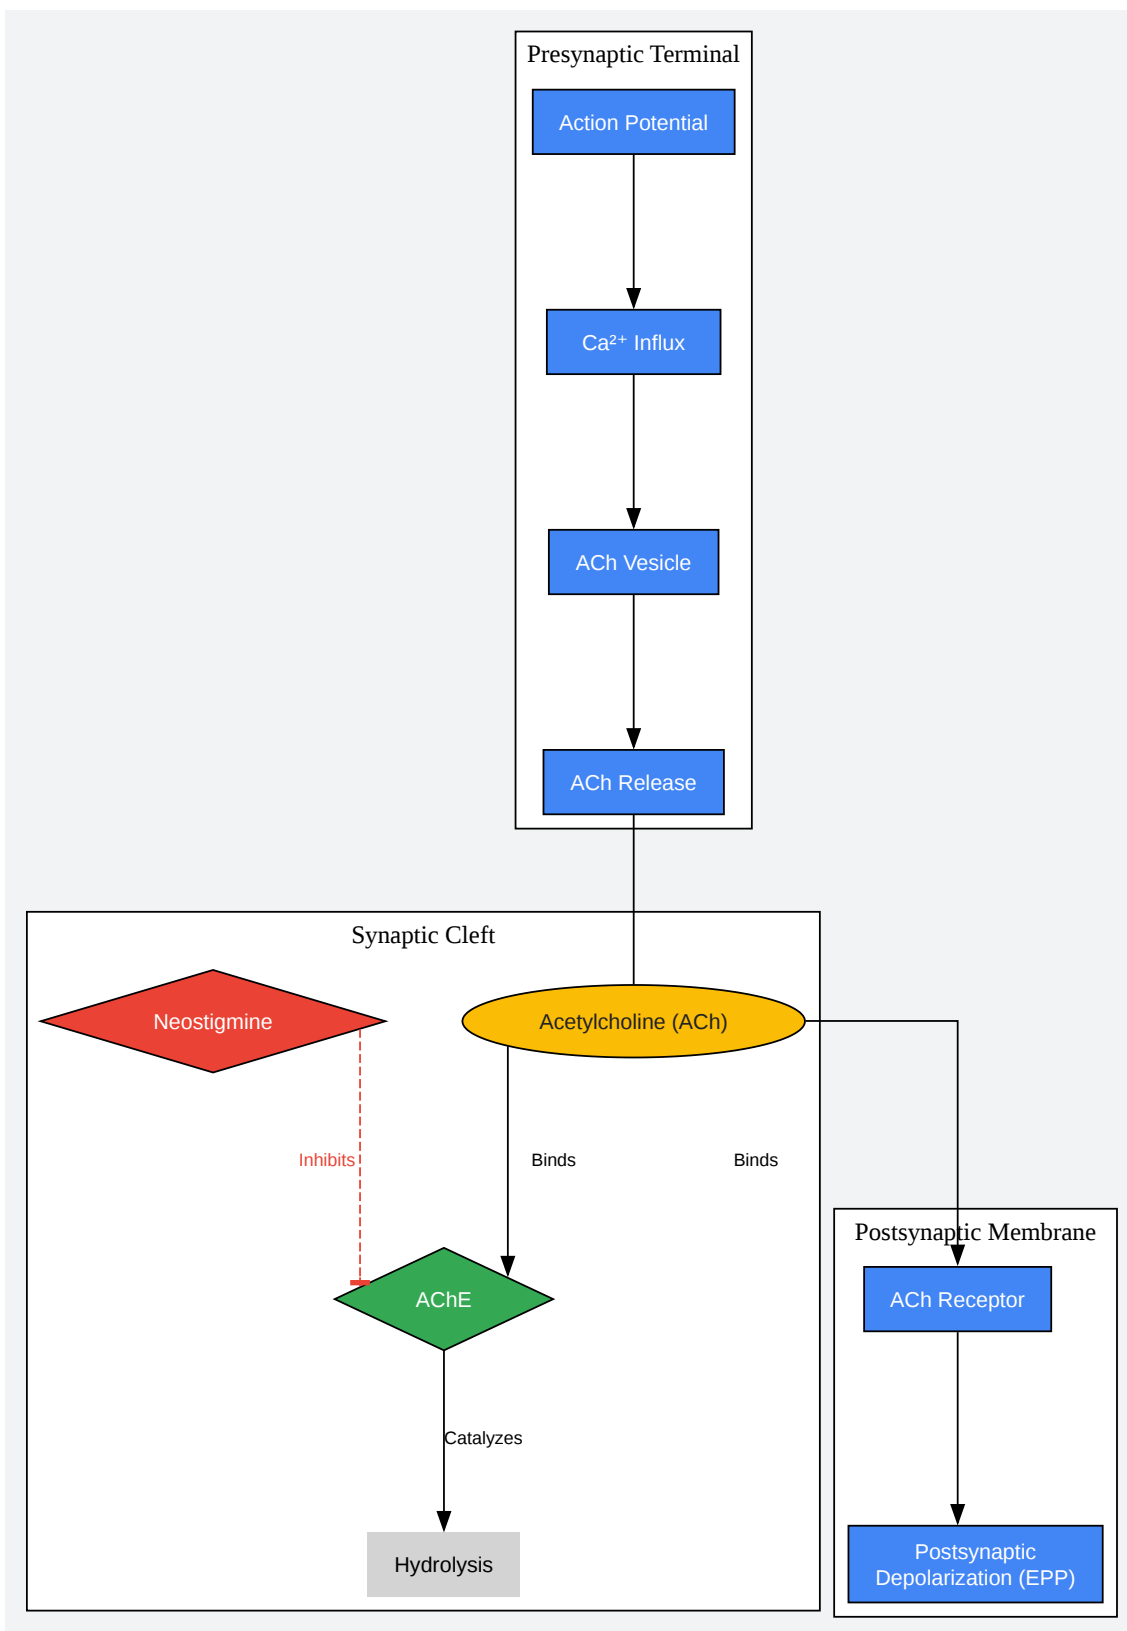 Presynaptic Terminal
Action Potential
Ca²⁺ Influx
ACh Vesicle
ACh Release
Synaptic Cleft
Neostigmine
Acetylcholine (ACh)
Inhibits
Binds
Binds
Postsynaptic Membrane
AChE
ACh Receptor
Catalyzes
Hydrolysis
Postsynaptic
Depolarization (EPP)